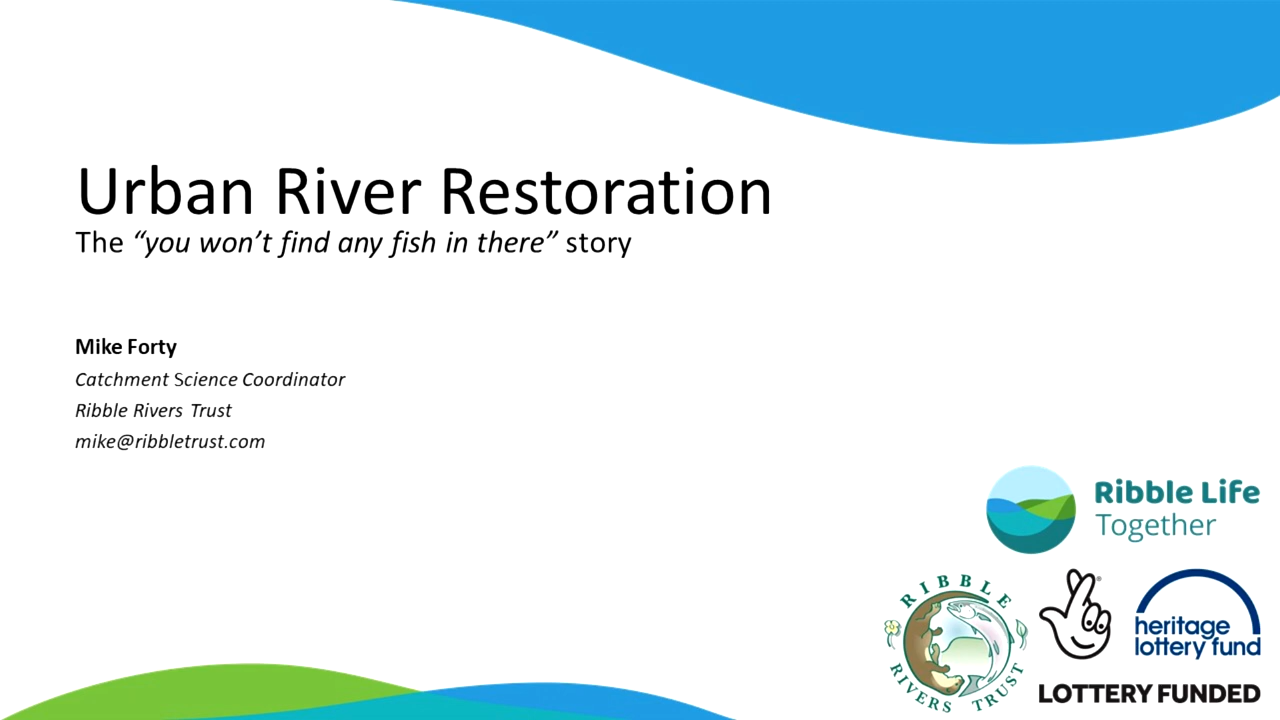 Urban River Restoration
The “you won’t find any fish in there” story
Mike Forty
Catchment Science Coordinator
Ribble Rivers Trust
mike@ribbletrust.com
Ribble Life
Together
RIBBLE
RIVERS TRUST
heritage
lottery fund
LOTTERY FUNDED